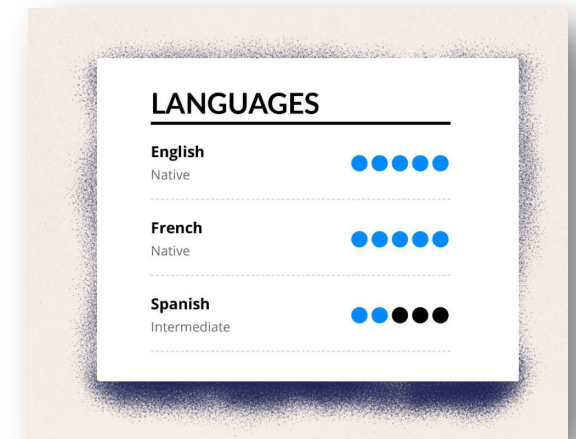 LANGUAGES
English
Native
French
Native
Spanish
Intermediate